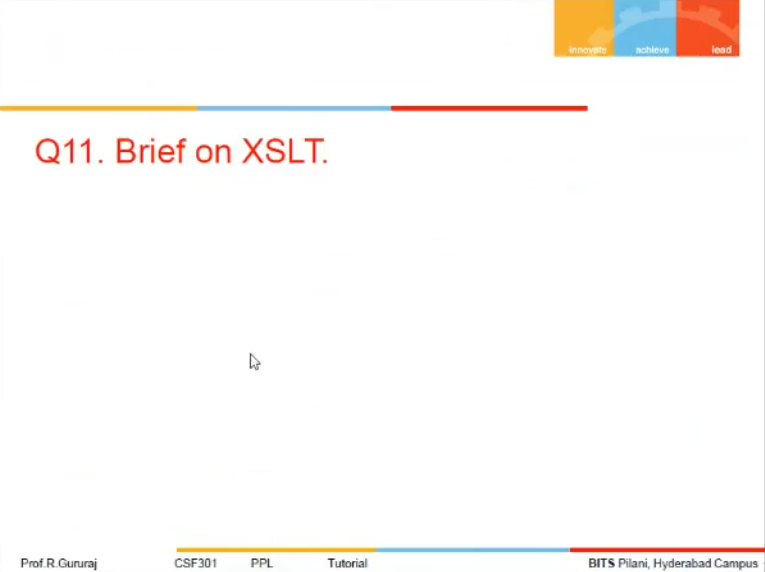 innovate achieve lead
Q11. Brief on XSLT.
Prof.R.Gururaj CSF301 PPL Tutorial BITS Pilani, Hyderabad Campus